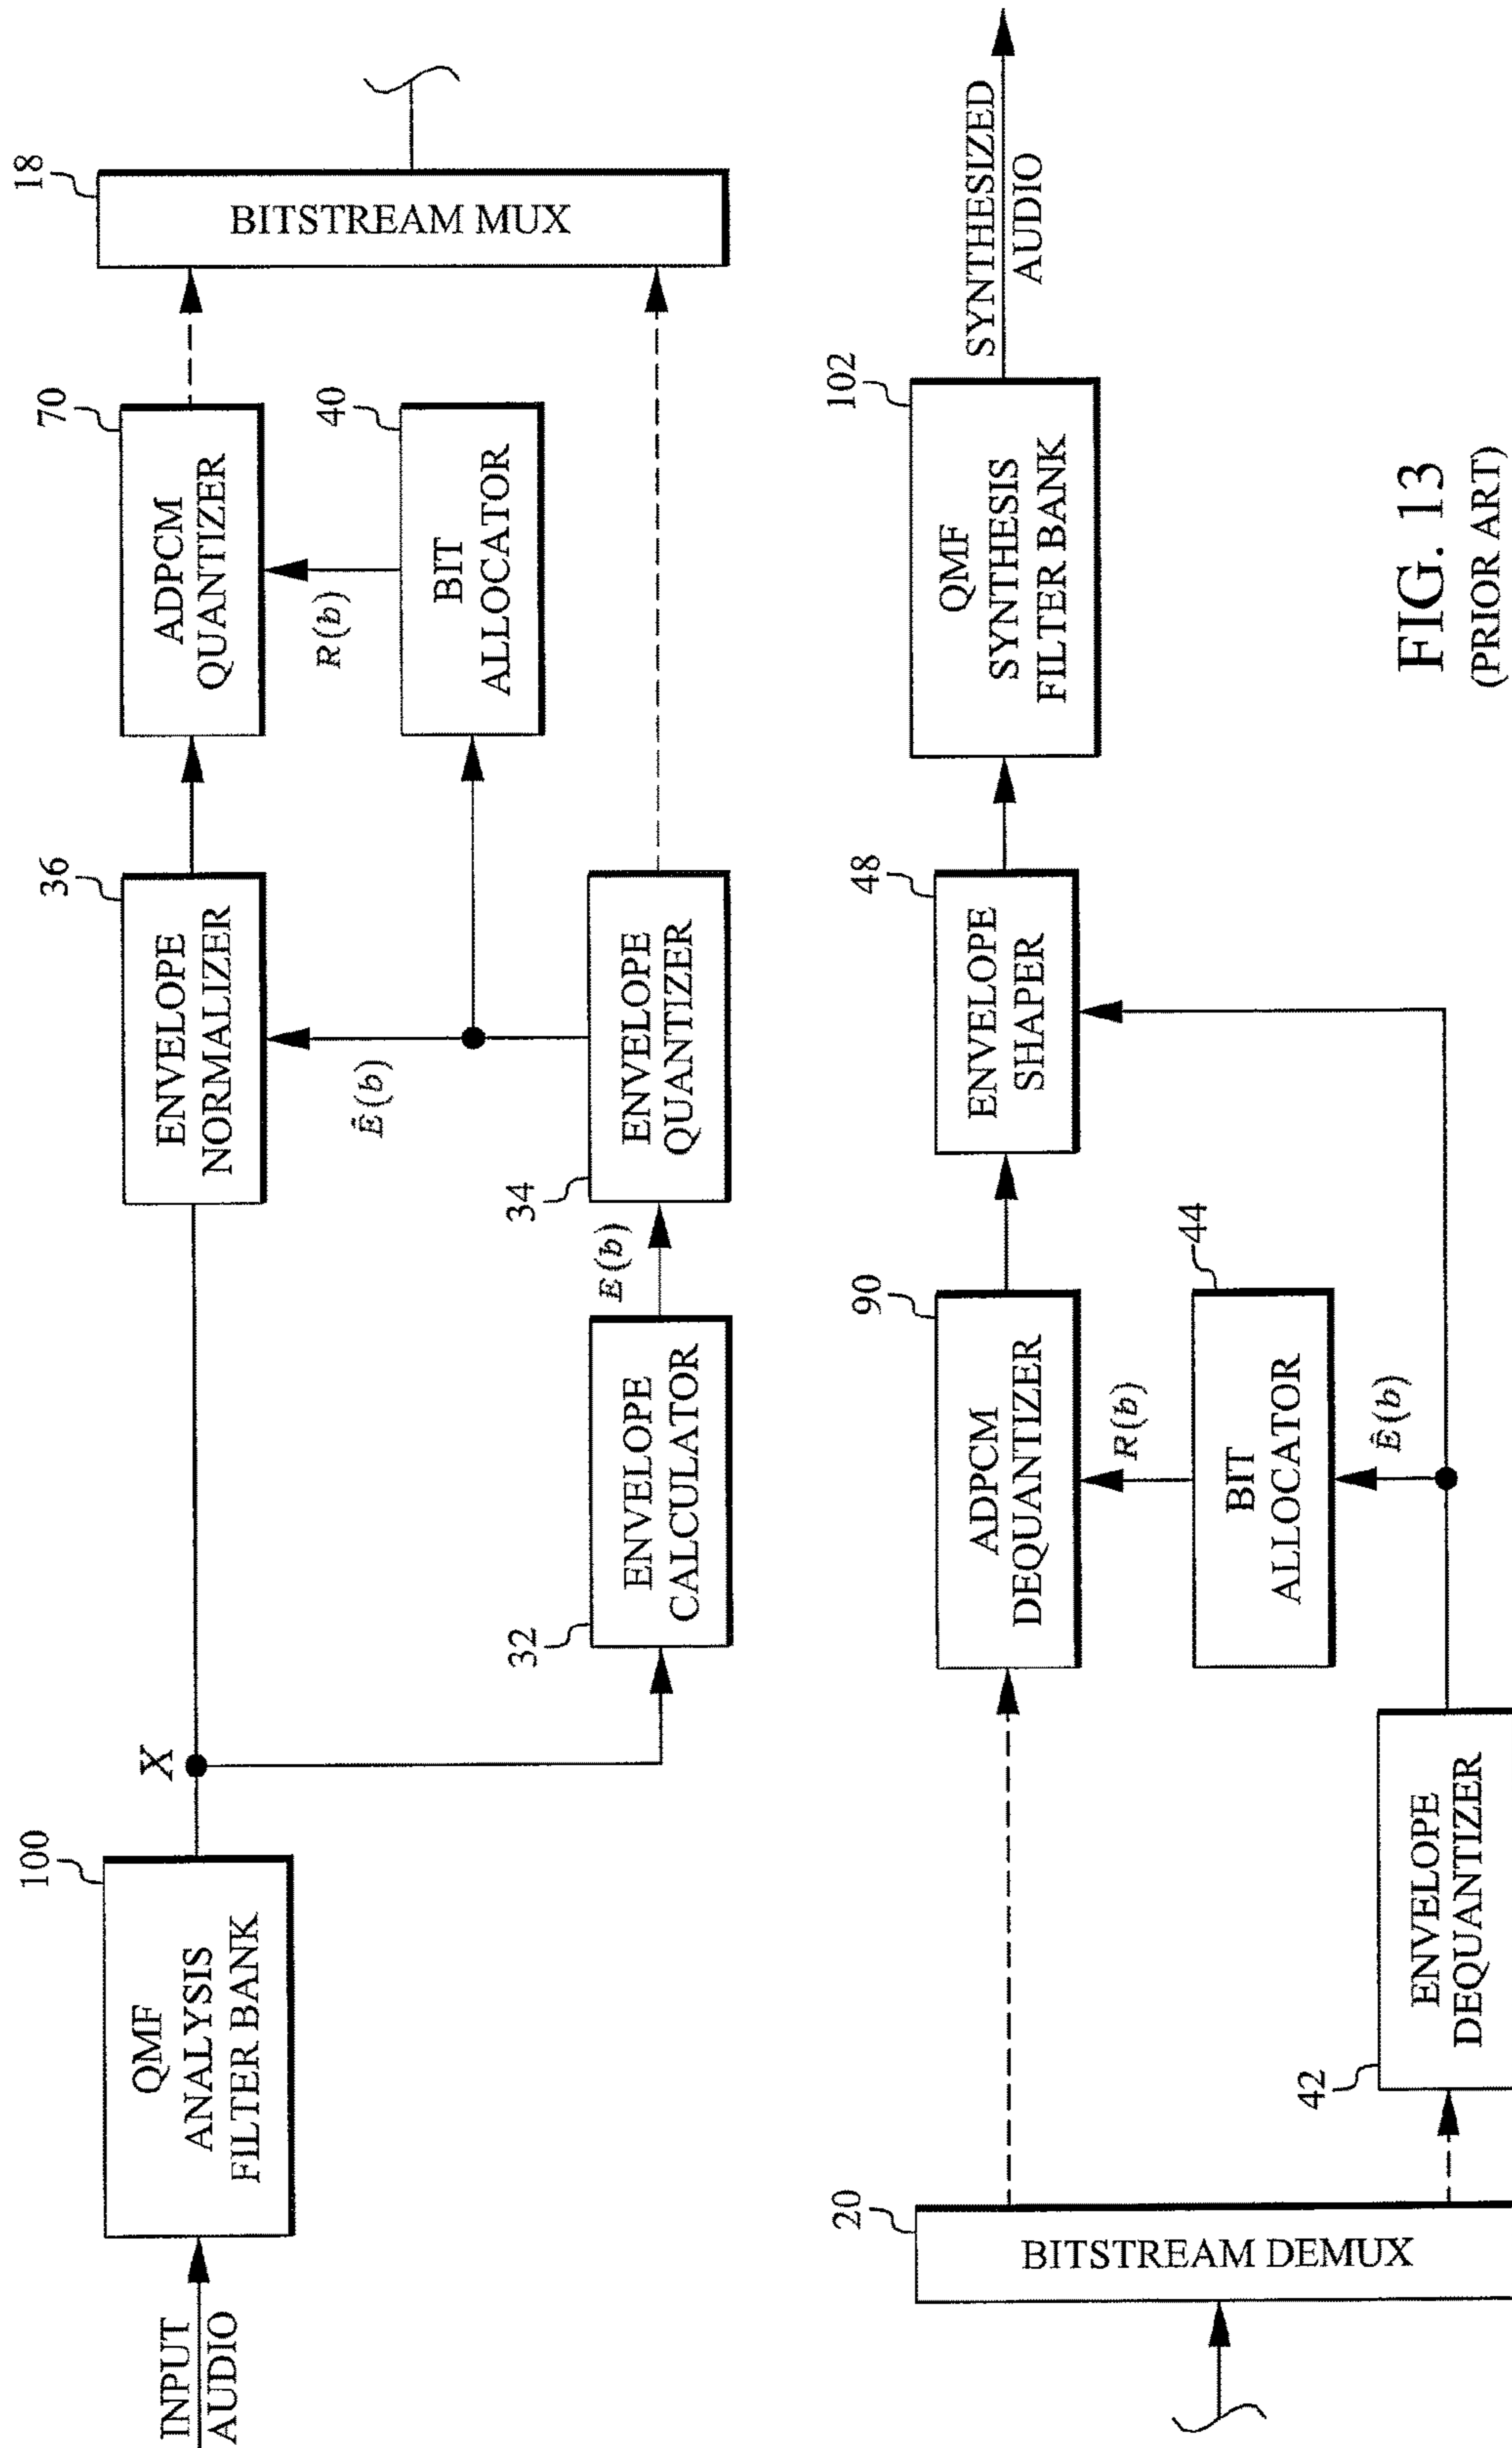 INPUT
AUDIO
100
QMF
ANALYSIS
FILTER BANK
X
32
ENVELOPE
CALCULATOR
E(b)
34
ENVELOPE
QUANTIZER
Ê(b)
36
ENVELOPE
NORMALIZER
70
ADPCM
QUANTIZER
R(b)
40
BIT
ALLOCATOR
18
BITSTREAM MUX
20
BITSTREAM DEMUX
42
ENVELOPE
DEQUANTIZER
Ê(b)
44
BIT
ALLOCATOR
R(b)
90
ADPCM
DEQUANTIZER
48
ENVELOPE
SHAPER
102
QMF
SYNTHESIS
FILTER BANK
SYNTHESIZED
AUDIO
FIG. 13
(PRIOR ART)